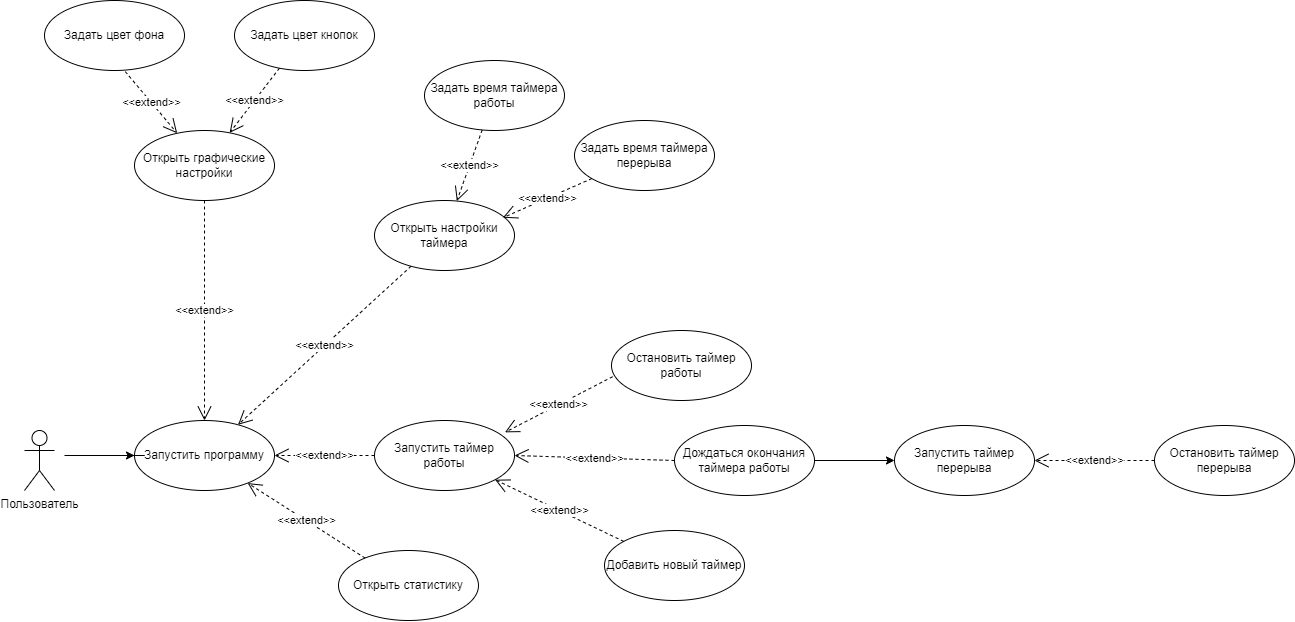 Задать цвет фона
Задать цвет кнопок
<<extend>>
<<extend>>
Открыть графические
настройки
Задать время таймера
работы
Задать время таймера
перерыва
<<extend>>
<<extend>>
Открыть настройки
таймера
<<extend>>
<<extend>>
Остановить таймер
работы
<<extend>>
Пользователь
Запустить программу
<<extend>>
Запустить таймер
работы
<<extend>>
Дождаться окончания
таймера работы
Запустить таймер
перерыва
<<extend>>
Остановить таймер
перерыва
<<extend>>
<<extend>>
Открыть статистику
Добавить новый таймер